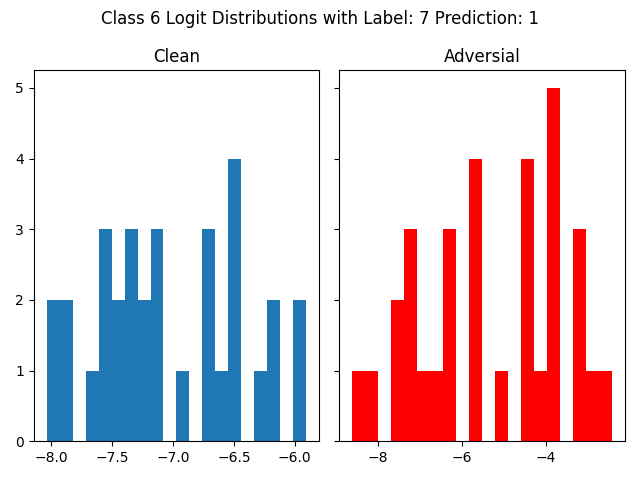 Class 6 Logit Distributions with Label: 7 Prediction: 1
Clean
Adversial
5
4
3
2
1
0
−8.0 −7.5 −7.0 −6.5 −6.0
−8 −6 −4